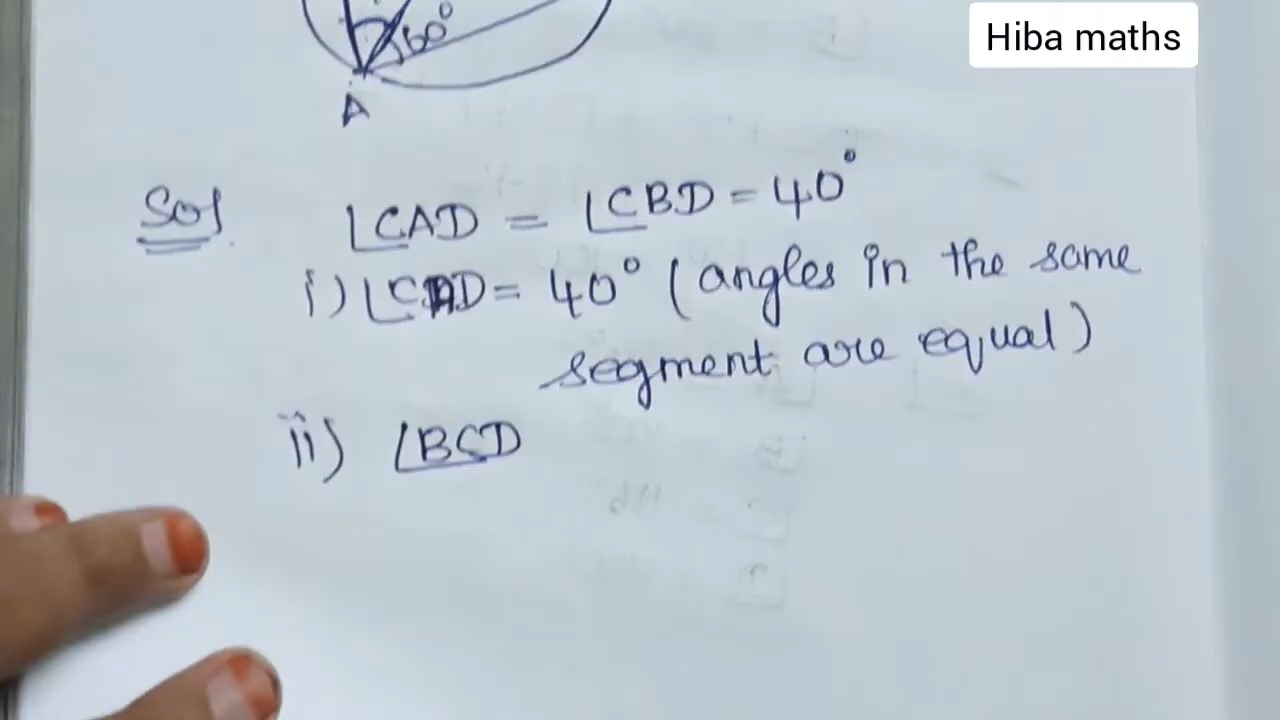 Hiba maths
60°
A
Sol. ∠CAD = ∠CBD = 40°
i) ∠CAD = 40° (angles in the same
segment are equal)
ii) ∠BCD